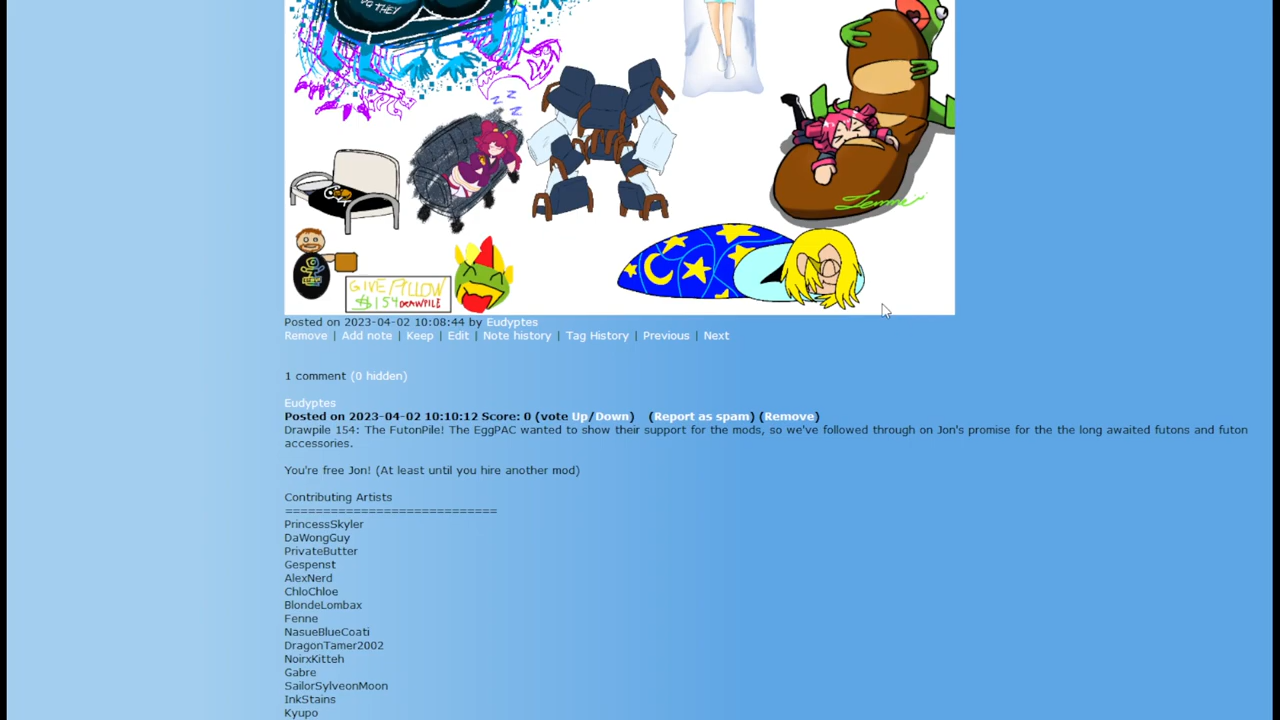 DO THEY
Z Z
Z
Z
Fenne
GIVE PILLOW
$154 DRAWPILE
Posted on 2023-04-02 10:08:44 by Eudyptes
Remove | Add note | Keep | Edit | Note history | Tag History | Previous | Next
1 comment (0 hidden)
Eudyptes
Posted on 2023-04-02 10:10:12 Score: 0 (vote Up/Down) (Report as spam) (Remove)
Drawpile 154: The FutonPile! The EggPAC wanted to show their support for the mods, so we've followed through on Jon's promise for the the long awaited futons and futon
accessories.
You're free Jon! (At least until you hire another mod)
Contributing Artists
============================
PrincessSkyler
DaWongGuy
PrivateButter
Gespenst
AlexNerd
ChloChloe
BlondeLombax
Fenne
NasueBlueCoati
DragonTamer2002
NoirxKitteh
Gabre
SailorSylveonMoon
InkStains
Kyupo